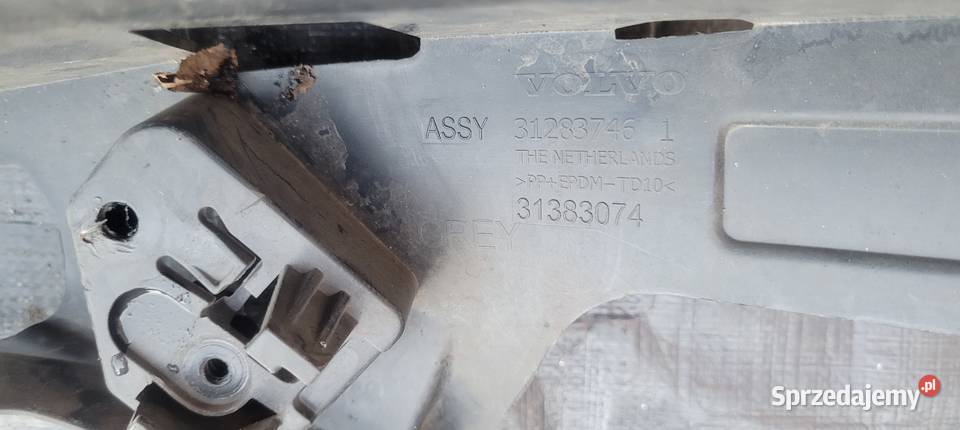 VOLVO
ASSY 31283746 1
THE NETHERLANDS
>PP+EPDM-TD10<
31383074
GREY
Sprzedajemy.pl